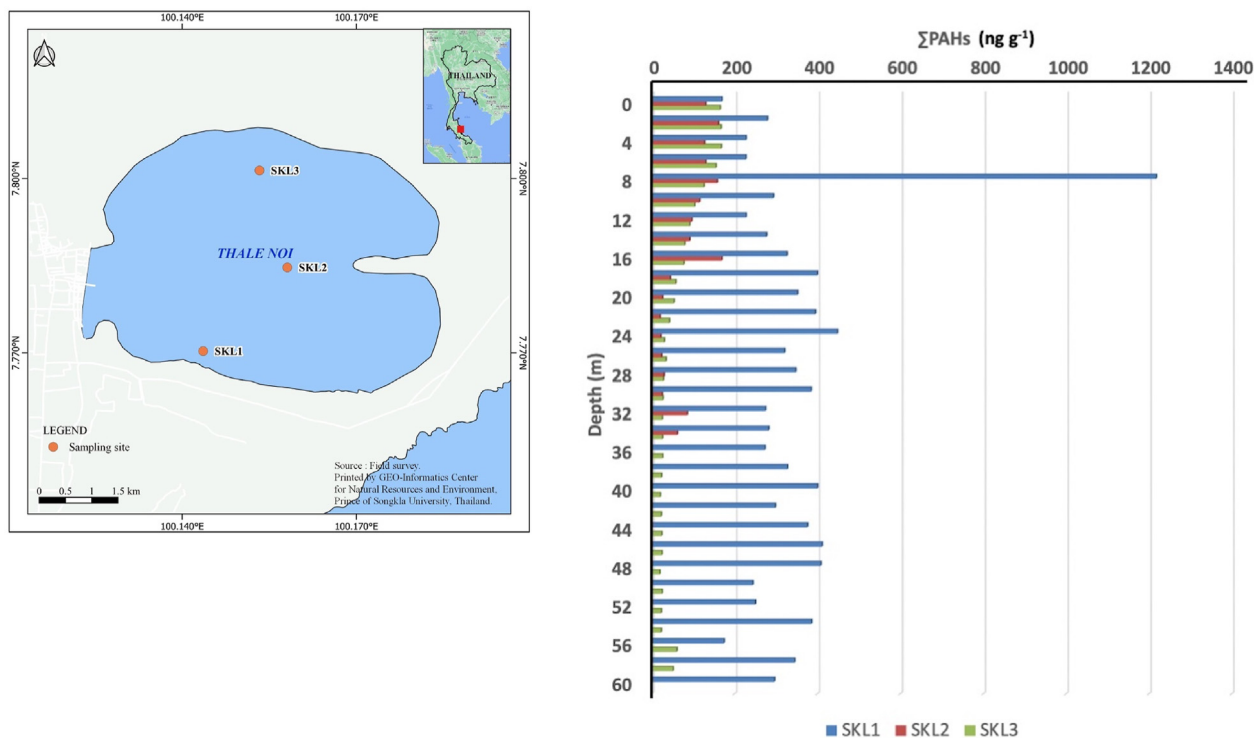 100.140°E
100.170°E
THAILAND
7.800°N
7.800°N
SKL3
THALE NOI
SKL2
SKL1
7.770°N
7.770°N
LEGEND
Sampling site
0 0.5 1 1.5 km
Source : Field survey.
Printed by GEO-Informatics Center
for Natural Resources and Environment,
Prince of Songkla University, Thailand.
100.140°E
100.170°E
∑PAHs (ng g⁻¹)
0 200 400 600 800 1000 1200 1400
Depth (m)
0
4
8
12
16
20
24
28
32
36
40
44
48
52
56
60
SKL1 SKL2 SKL3